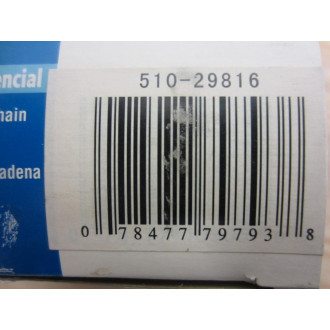 510-29816
encial
hain
adena
0 78477 79793 8